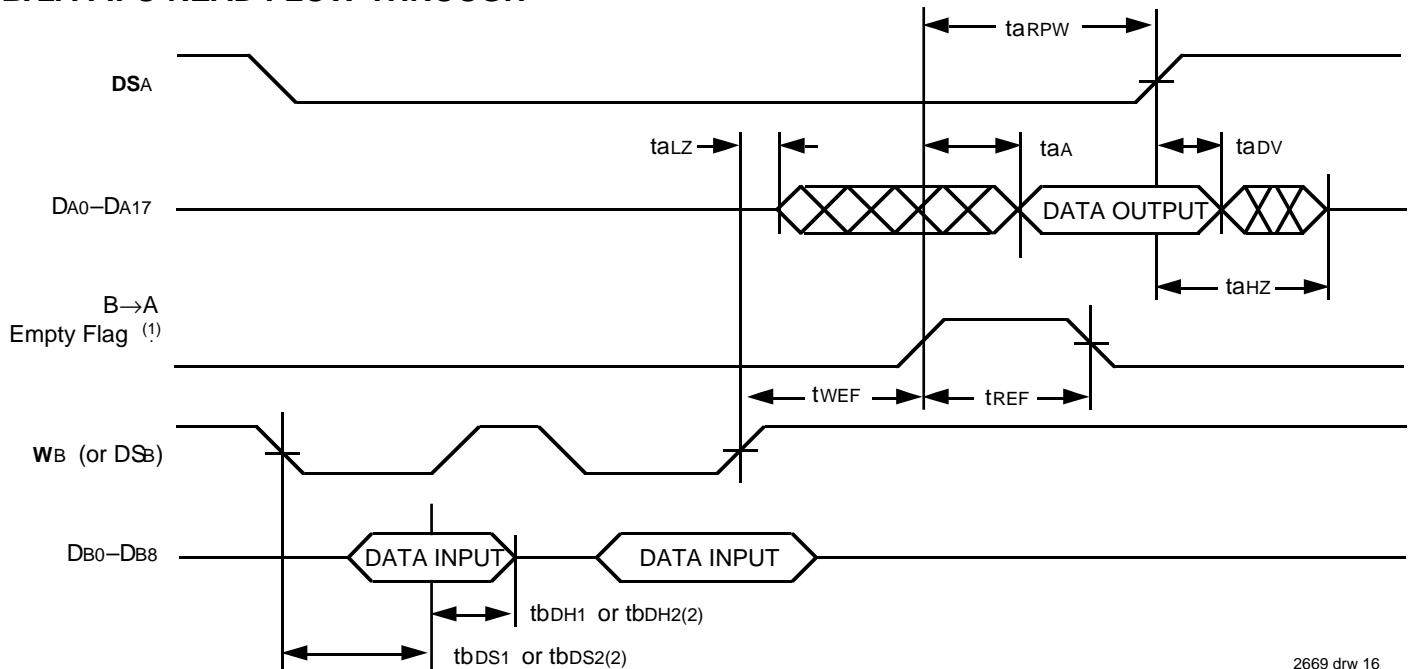 taRPW
DSA
taLZ
taA
taDV
DA0–DA17
DATA OUTPUT
taHZ
B→A
Empty Flag (1)
tWEF
tREF
WB (or DSB)
DB0–DB8
DATA INPUT
DATA INPUT
tbDH1 or tbDH2(2)
tbDS1 or tbDS2(2)
2669 drw 16